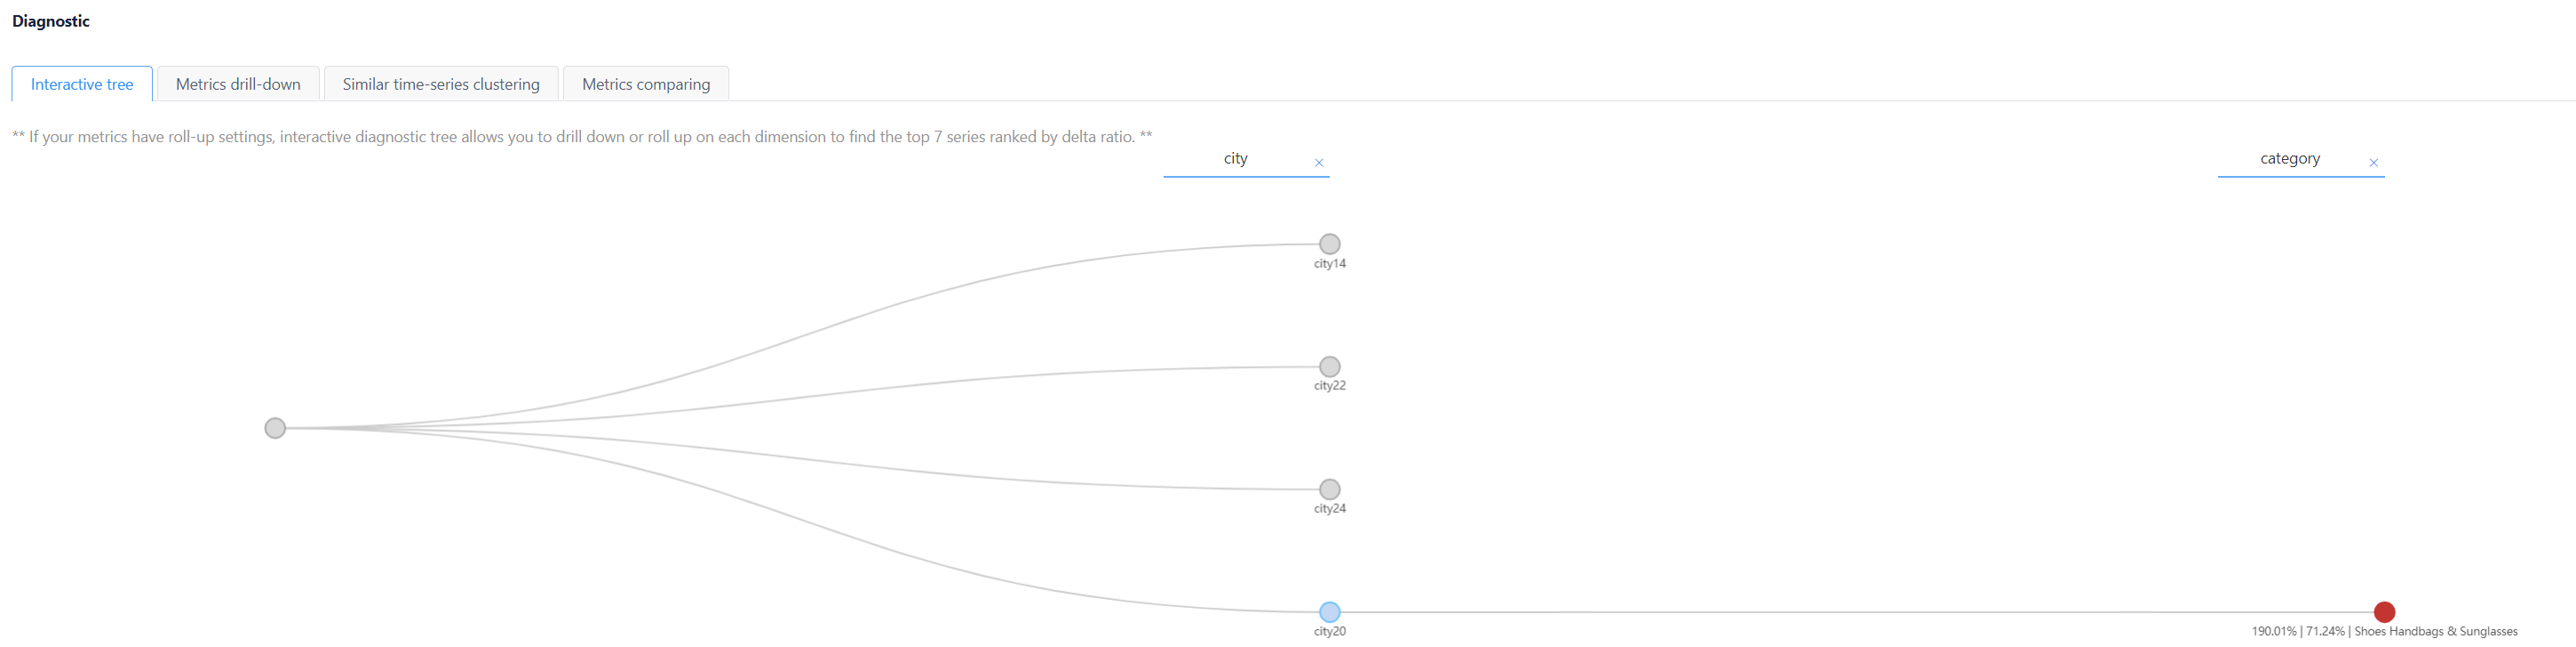 Diagnostic
Interactive tree
Metrics drill-down
Similar time-series clustering
Metrics comparing
** If your metrics have roll-up settings, interactive diagnostic tree allows you to drill down or roll up on each dimension to find the top 7 series ranked by delta ratio. **
city
category
city14
city22
city24
city20
190.01% | 71.24% | Shoes Handbags & Sunglasses